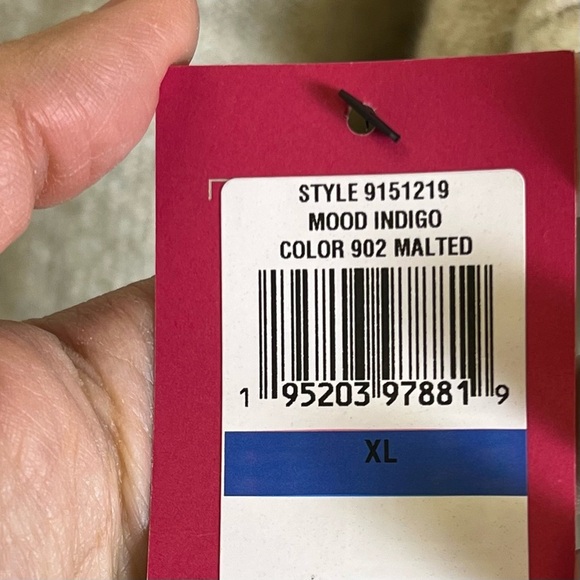 STYLE 9151219
MOOD INDIGO
COLOR 902 MALTED
1 95203 97881 9
XL